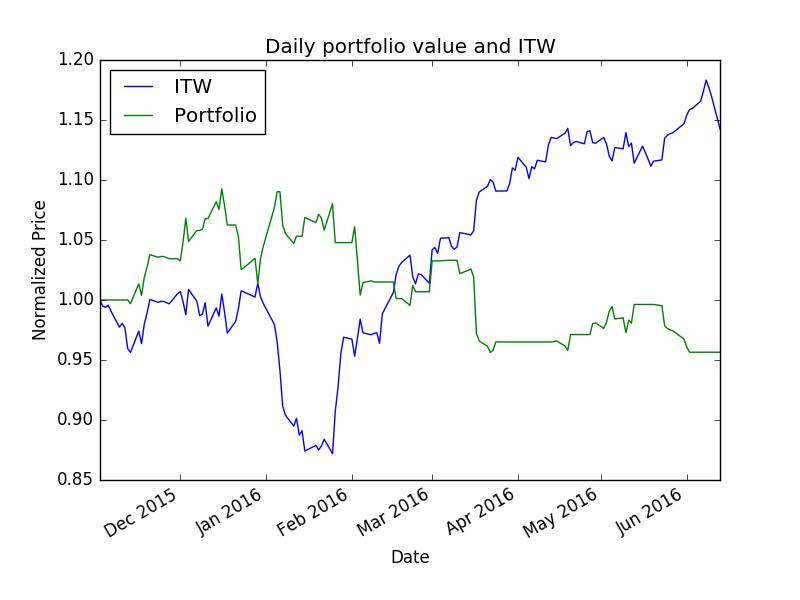 Daily portfolio value and ITW
1.20
1.15
1.10
1.05
1.00
0.95
0.90
0.85
Normalized Price
ITW
Portfolio
Dec 2015
Jan 2016
Feb 2016
Mar 2016
Apr 2016
May 2016
Jun 2016
Date